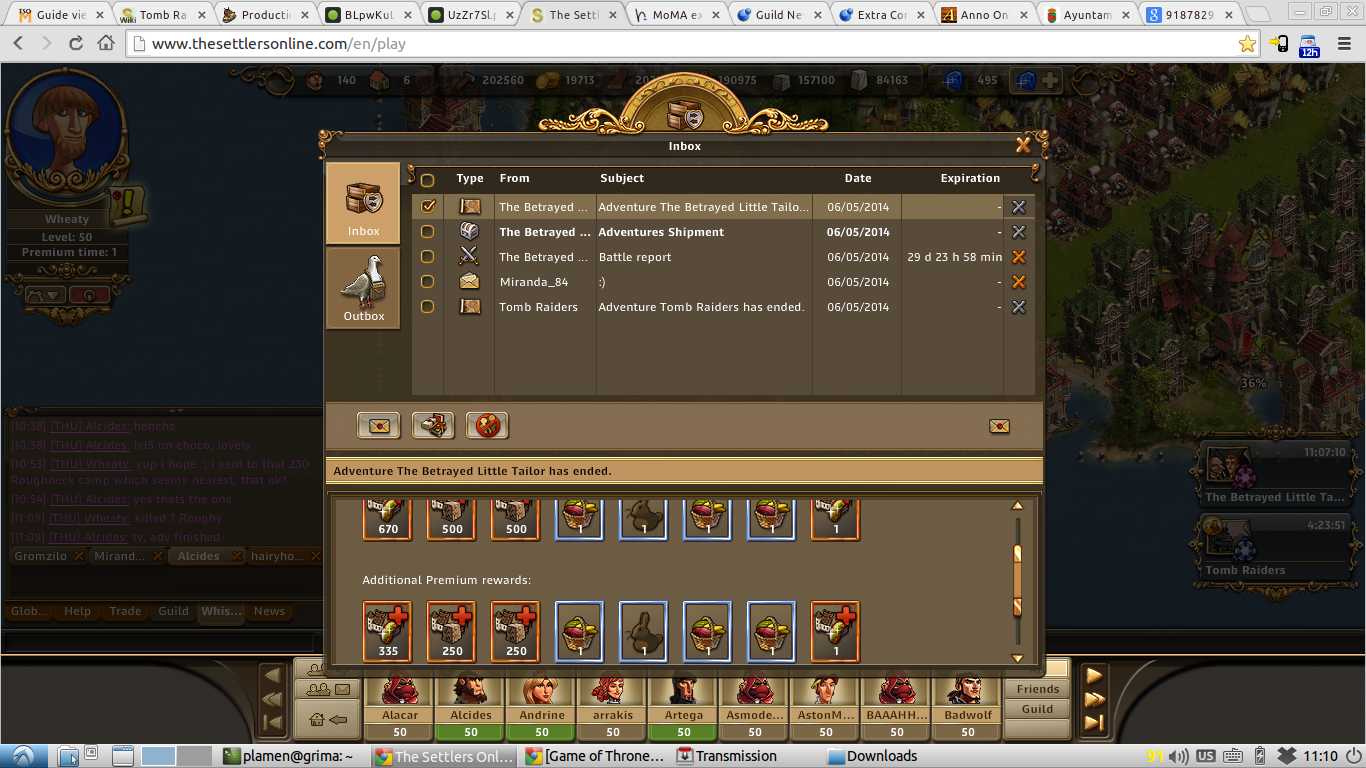 Guide vie
Tomb Ra
Productio
BLpwKul
UzZr7SLp
The Settl
MoMA ex
Guild Ne
Extra Cor
Anno On
Ayuntam
9187829
www.thesettlersonline.com/en/play
12h
140
6
202560
19713
190975
157100
84163
495
Inbox
Type From Subject Date Expiration
The Betrayed ... Adventure The Betrayed Little Tailo... 06/05/2014 -
The Betrayed ... Adventures Shipment 06/05/2014 -
The Betrayed ... Battle report 06/05/2014 29 d 23 h 58 min
Miranda_84 :) 06/05/2014 -
Tomb Raiders Adventure Tomb Raiders has ended. 06/05/2014 -
Inbox
Outbox
Wheaty
Level: 50
Premium time: 1
36%
[10:38] [THU] Alcides: hehehe
[10:38] [THU] Alcides: lvl5 on choco, lovely
[10:53] [THU] Wheaty: yup i hope :) i sent to that 230
Roughneck camp which seems nearest, that ok?
[10:54] [THU] Alcides: yes thats the one
[11:09] [THU] Wheaty: killed 1 Roughy
[11:09] [THU] Alcides: ty, adv finished
Gromzilo Mirand... Alcides hairyho...
Glob... Help Trade Guild Whis... News
Adventure The Betrayed Little Tailor has ended.
670 500 500 1 1 1 1 1
Additional Premium rewards:
335 250 250 1 1 1 1 1
11:07:10
The Betrayed Little Ta...
4:23:51
Tomb Raiders
Alacar Alcides Andrine arrakis Artega Asmode... AstonM... BAAAHH... Badwolf
50 50 50 50 50 50 50 50 50
Friends
Guild
plamen@grima: ~
The Settlers Onl...
[Game of Throne...
Transmission
Downloads
91
US
11:10